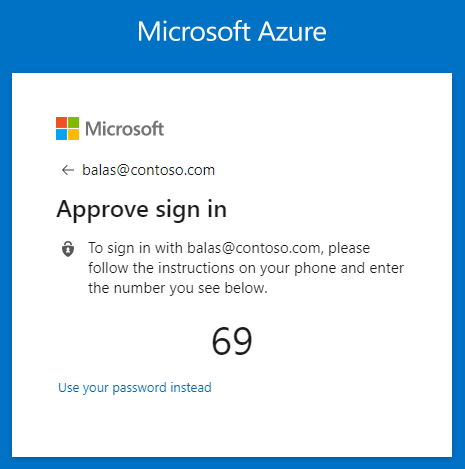 Microsoft Azure
Microsoft
balas@contoso.com
Approve sign in
To sign in with balas@contoso.com, please
follow the instructions on your phone and enter
the number you see below.
69
Use your password instead